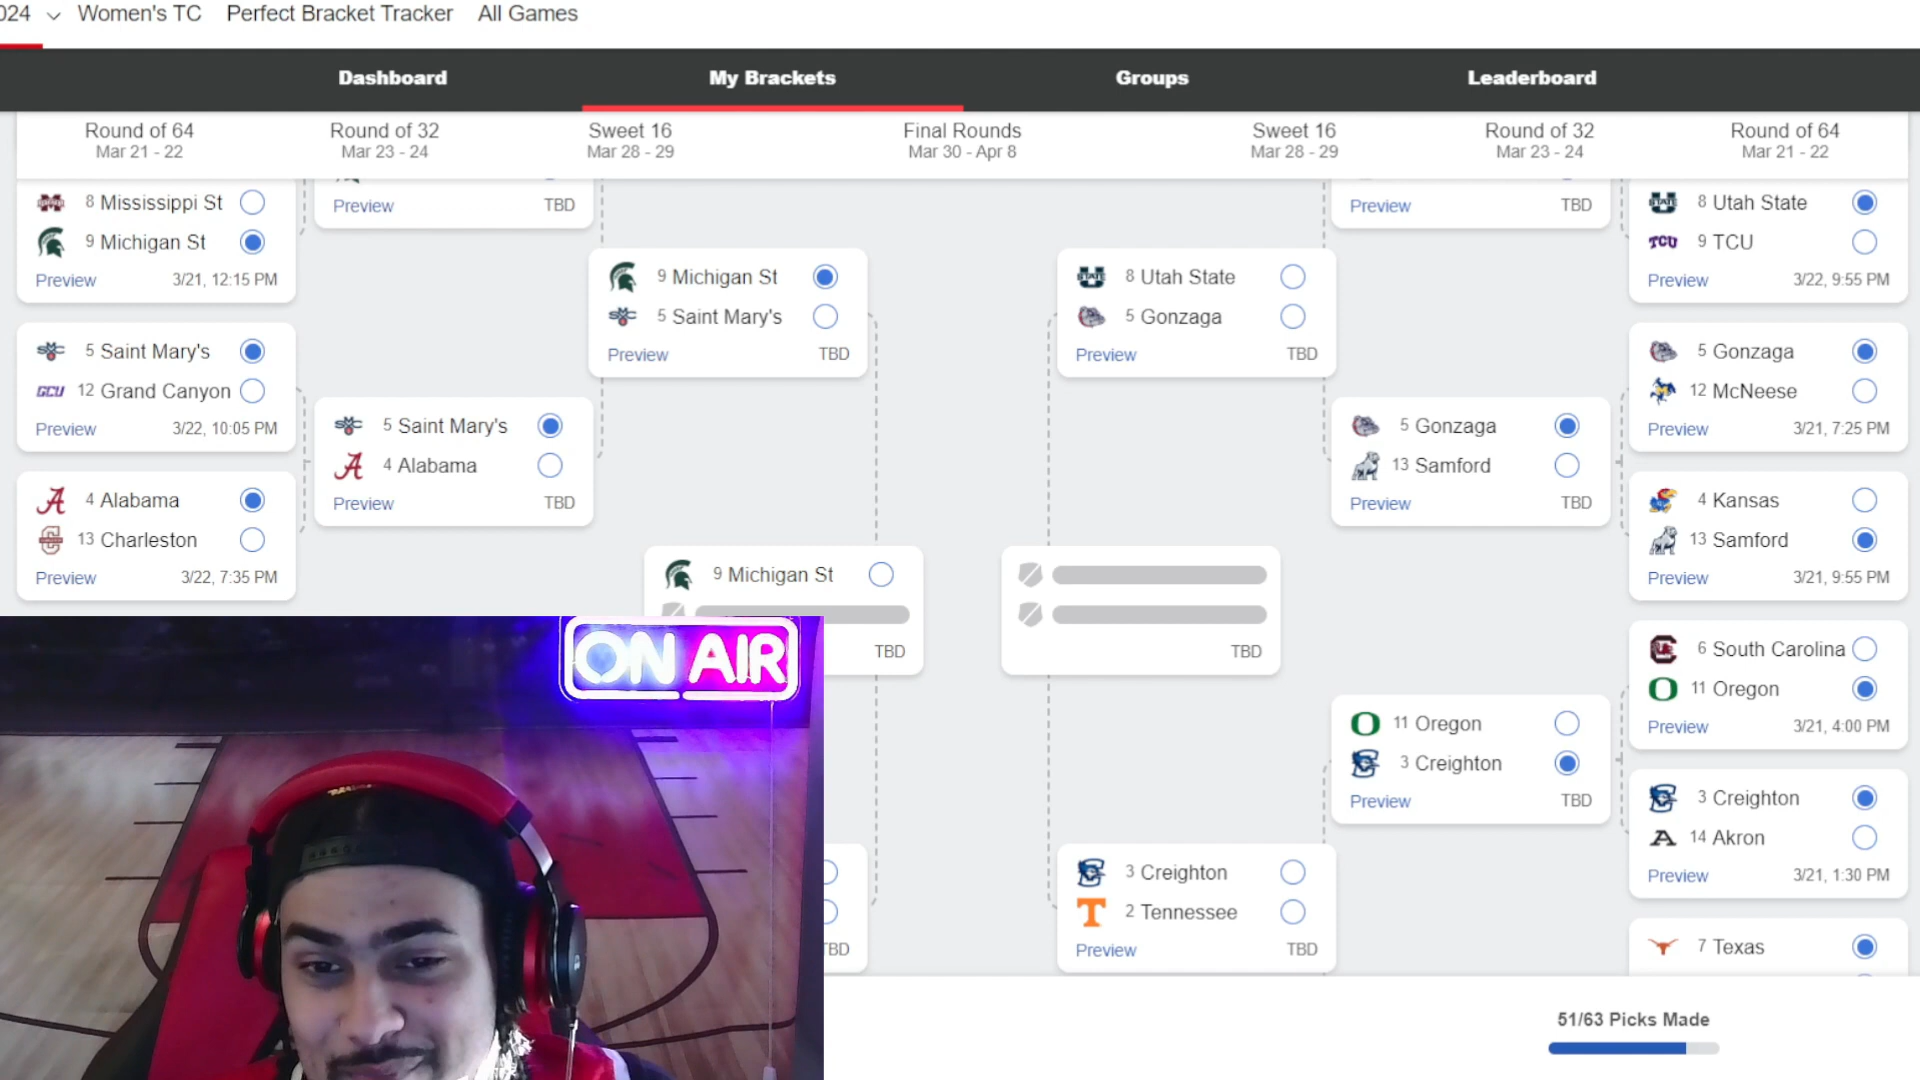 024 Women's TC Perfect Bracket Tracker All Games
Dashboard My Brackets Groups Leaderboard
Round of 64 Round of 32 Sweet 16 Final Rounds Sweet 16 Round of 32 Round of 64
Mar 21 - 22 Mar 23 - 24 Mar 28 - 29 Mar 30 - Apr 8 Mar 28 - 29 Mar 23 - 24 Mar 21 - 22
8 Mississippi St
9 Michigan St
Preview 3/21, 12:15 PM
5 Saint Mary's
12 Grand Canyon
Preview 3/22, 10:05 PM
4 Alabama
13 Charleston
Preview 3/22, 7:35 PM
Preview TBD
5 Saint Mary's
4 Alabama
Preview TBD
9 Michigan St
5 Saint Mary's
Preview TBD
9 Michigan St
TBD
TBD
TBD
8 Utah State
5 Gonzaga
Preview TBD
3 Creighton
2 Tennessee
Preview TBD
Preview TBD
5 Gonzaga
13 Samford
Preview TBD
11 Oregon
3 Creighton
Preview TBD
8 Utah State
TCU 9 TCU
Preview 3/22, 9:55 PM
5 Gonzaga
12 McNeese
Preview 3/21, 7:25 PM
4 Kansas
13 Samford
Preview 3/21, 9:55 PM
6 South Carolina
11 Oregon
Preview 3/21, 4:00 PM
3 Creighton
14 Akron
Preview 3/21, 1:30 PM
7 Texas
51/63 Picks Made
ON AIR